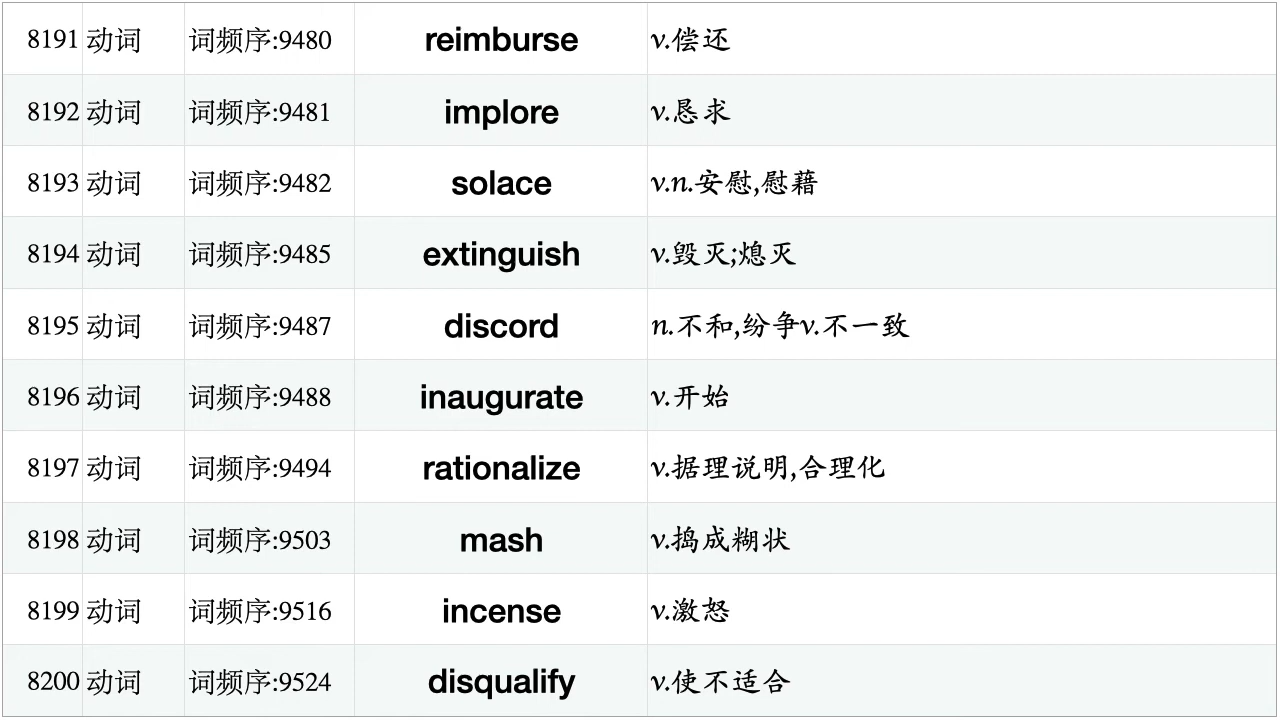 8191 动词 词频序:9480 reimburse v.偿还
8192 动词 词频序:9481 implore v.恳求
8193 动词 词频序:9482 solace v.n.安慰,慰藉
8194 动词 词频序:9485 extinguish v.毁灭;熄灭
8195 动词 词频序:9487 discord n.不和,纷争v.不一致
8196 动词 词频序:9488 inaugurate v.开始
8197 动词 词频序:9494 rationalize v.据理说明,合理化
8198 动词 词频序:9503 mash v.捣成糊状
8199 动词 词频序:9516 incense v.激怒
8200 动词 词频序:9524 disqualify v.使不适合